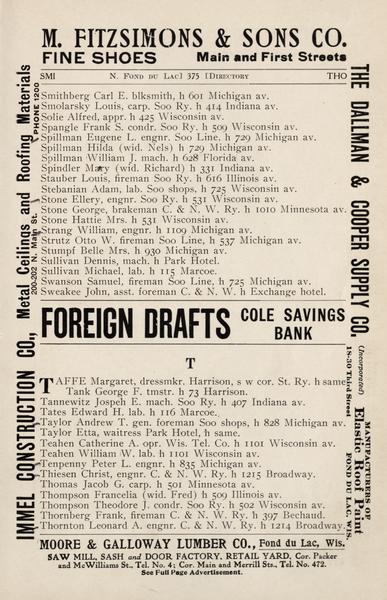 M. FITZSIMONS & SONS CO.
FINE SHOES Main and First Streets
SMI N. FOND DU LAC] 375 [DIRECTORY THO
Smithberg Carl E. blksmith, h 601 Michigan av.
Smolarsky Louis, carp. Soo Ry. h 414 Indiana av.
Solie Alfred, appr. h 425 Wisconsin av.
Spangle Frank S. condr. Soo Ry. h 509 Wisconsin av.
Spillman Eugene L. engnr. Soo Line, h 729 Michigan av.
Spillman Hilda (wid. Nels) h 729 Michigan av.
Spillman William J. mach. h 628 Florida av.
Spindler Mary (wid. Richard) h 331 Indiana av.
Stauber Louis, fireman Soo Ry. h 616 Illinois av.
Stebanian Adam, lab. Soo shops, h 725 Wisconsin av.
Stone Ellery, engnr. Soo Ry. h 531 Wisconsin av.
Stone George, brakeman C. & N. W. Ry. h 1010 Minnesota av.
Stone Hattie Mrs. h 531 Wisconsin av.
Strang William, engnr. h 1109 Michigan av.
Strutz Otto W. fireman Soo Line, h 537 Michigan av.
Stumpf Belle Mrs. h 930 Michigan av.
Sullivan Dennis, mach. h Park Hotel.
Sullivan Michael, lab. h 115 Marcoe.
Swanson Samuel, fireman Soo Line, h 725 Michigan av.
Sweakee John, asst. foreman C. & N. W. h Exchange hotel.
FOREIGN DRAFTS COLE SAVINGS BANK
T
TAFFE Margaret, dressmkr. Harrison, s w cor. St. Ry. h same
Tank George F. tmstr. h 73 Harrison.
Tannewitz Joseph E. mach. Soo Ry. h 407 Indiana av.
Tates Edward H. lab. h 116 Marcoe.
Taylor Andrew T. gen. foreman Soo shops, h 828 Michigan av.
Taylor Etta, waitress Park Hotel, h same.
Teahen Catherine A. opr. Wis. Tel. Co. h 1101 Wisconsin av.
Teahen William W. lab. h 1101 Wisconsin av.
Tenpenny Peter L. engnr. h 835 Michigan av.
Thiesen Christ, engnr. C. & N. W. Ry. h 1215 Broadway.
Thomas Jacob G. carp. h 501 Minnesota av.
Thompson Francelia (wid. Fred) h 509 Illinois av.
Thompson Theodore J. condr. Soo Ry. h 502 Wisconsin av.
Thornberg Frank, fireman C. & N. W. Ry. h 397 Bechaud.
Thornton Leonard A. engnr. C. & N. W. Ry. h 1214 Broadway.
MOORE & GALLOWAY LUMBER CO., Fond du Lac, Wis.
SAW MILL, SASH and DOOR FACTORY, RETAIL YARD, Cor. Packer
and McWilliams St., Tel. No. 4; Cor. Main and Merrill Sts., Tel. No. 472.
See Full Page Advertisement.
IMMEL CONSTRUCTION CO., Metal Ceilings and Roofing Materials
200-202 N. Main St. PHONE 1200
THE DALLMAN & COOPER SUPPLY CO.
(Incorporated)
18-30 Third Street
MANUFACTURERS OF
Elastic Roof Paint
FOND DU LAC, WIS.